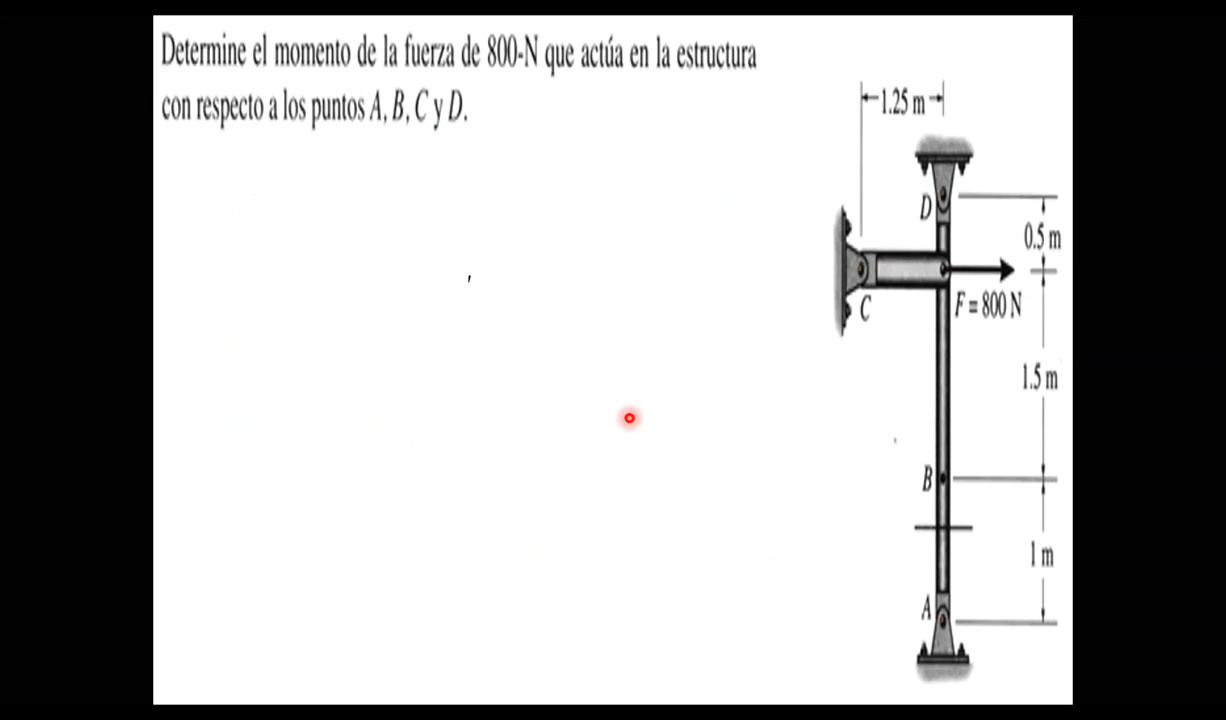 Determine el momento de la fuerza de 800-N que actúa en la estructura
con respecto a los puntos A, B, C y D.
1.25 m
D
0.5 m
C
F = 800 N
1.5 m
B
1 m
A